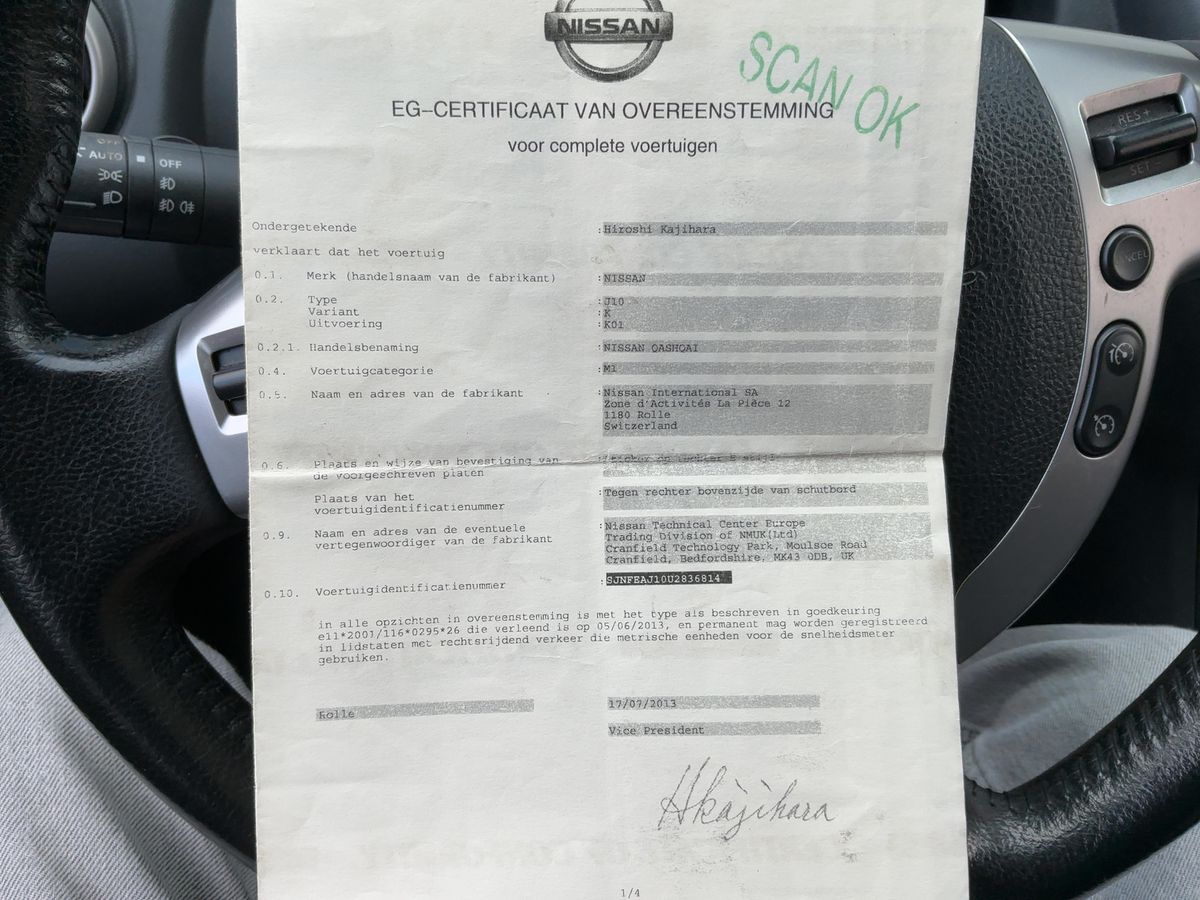 NISSAN
SCAN OK
EG-CERTIFICAAT VAN OVEREENSTEMMING
voor complete voertuigen
Ondergetekende :Hiroshi Kajihara
verklaart dat het voertuig
0.1. Merk (handelsnaam van de fabrikant) :NISSAN
0.2. Type :J10
Variant :K
Uitvoering :K01
0.2.1. Handelsbenaming :NISSAN QASHQAI
0.4. Voertuigcategorie :M1
0.5. Naam en adres van de fabrikant :Nissan International SA
Zone d'Activités La Pièce 12
1180 Rolle
Switzerland
0.6. Plaats en wijze van bevestiging van
de voorgeschreven platen
Plaats van het :Tegen rechter bovenzijde van schutbord
voertuigidentificatienummer
0.9. Naam en adres van de eventuele :Nissan Technical Center Europe
vertegenwoordiger van de fabrikant Trading Division of NMUK(Ltd)
Cranfield Technology Park, Moulsoe Road
Cranfield, Bedfordshire, MK43 0DB, UK
0.10. Voertuigidentificatienummer :SJNFEAJ10U2836814
in alle opzichten in overeenstemming is met het type als beschreven in goedkeuring
e11*2001/116*0295*26 die verleend is op 05/06/2013, en permanent mag worden geregistreerd
in lidstaten met rechtsrijdend verkeer die metrische eenheden voor de snelheidsmeter
gebruiken.
Rolle 17/07/2013
Vice President
HKajihara
1/4
OFF
AUTO
OFF
RES +
SET -